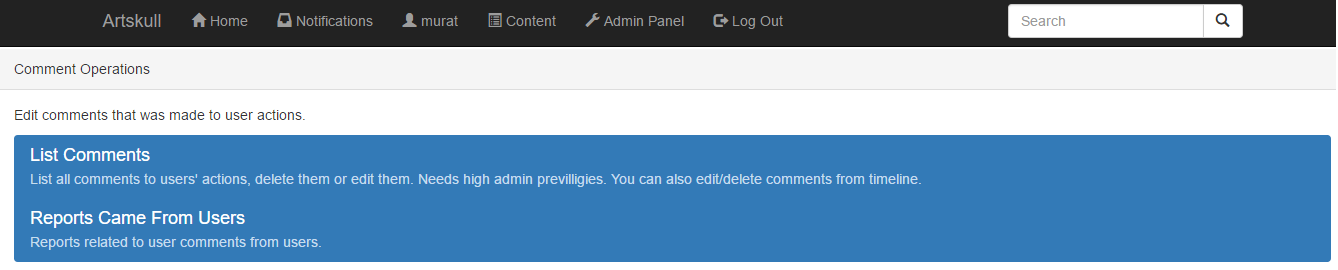 Artskull Home Notifications murat Content Admin Panel Log Out Search
Comment Operations
Edit comments that was made to user actions.
List Comments
List all comments to users' actions, delete them or edit them. Needs high admin previlligies. You can also edit/delete comments from timeline.
Reports Came From Users
Reports related to user comments from users.